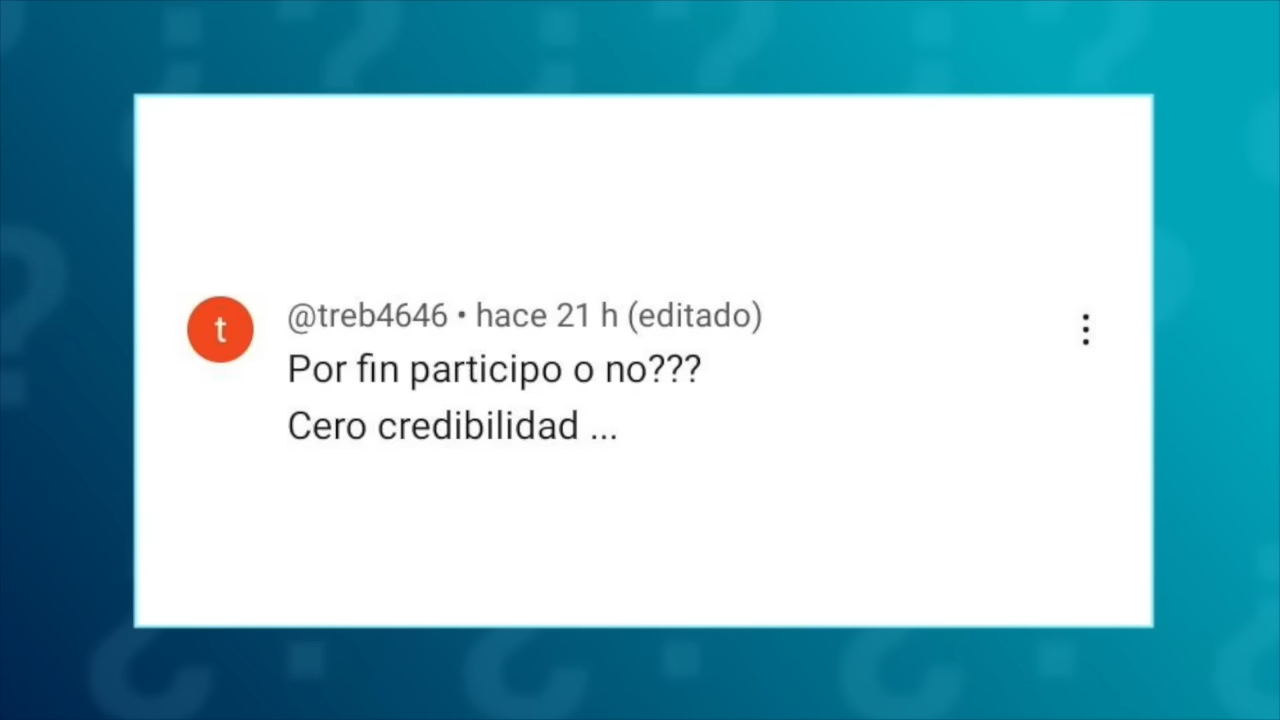 t
@treb4646 • hace 21 h (editado)
Por fin participo o no???
Cero credibilidad ...